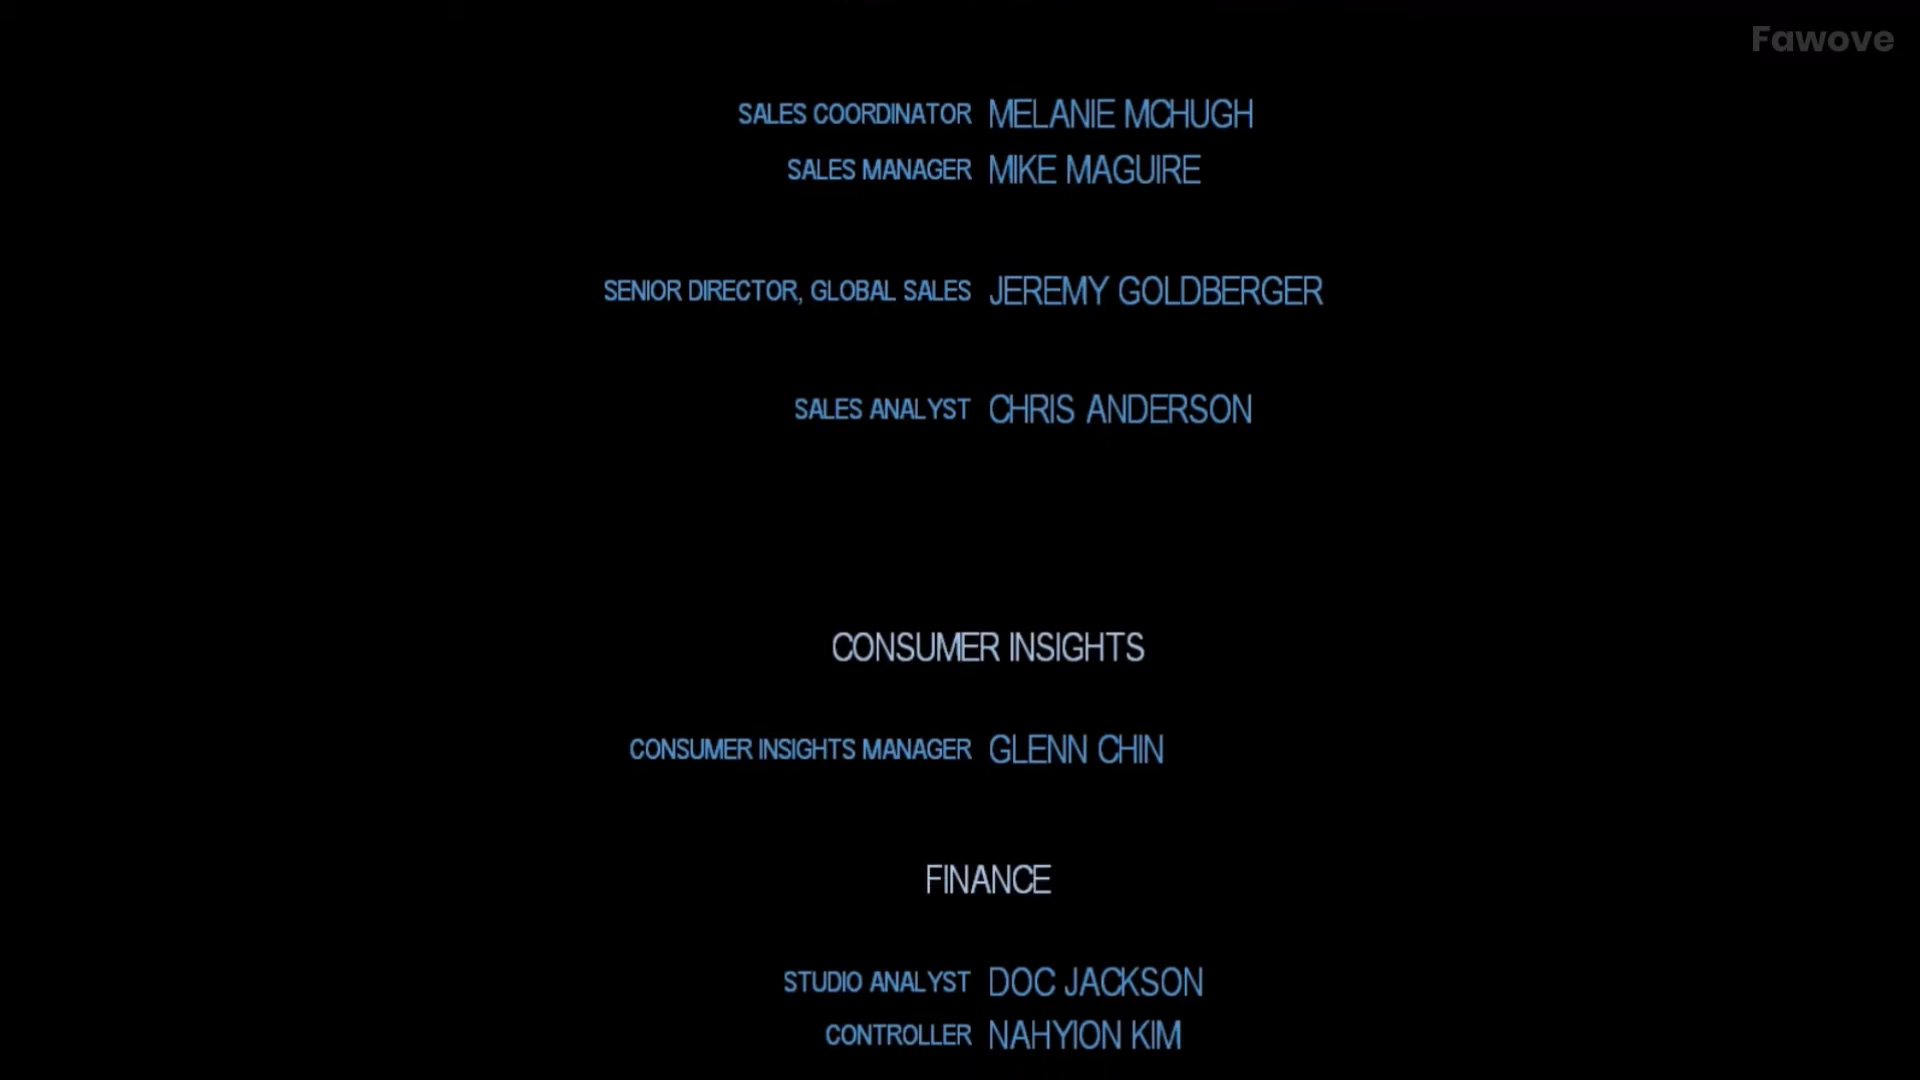 Fawove
SALES COORDINATOR MELANIE MCHUGH
SALES MANAGER MIKE MAGUIRE
SENIOR DIRECTOR, GLOBAL SALES JEREMY GOLDBERGER
SALES ANALYST CHRIS ANDERSON
CONSUMER INSIGHTS
CONSUMER INSIGHTS MANAGER GLENN CHIN
FINANCE
STUDIO ANALYST DOC JACKSON
CONTROLLER NAHYION KIM